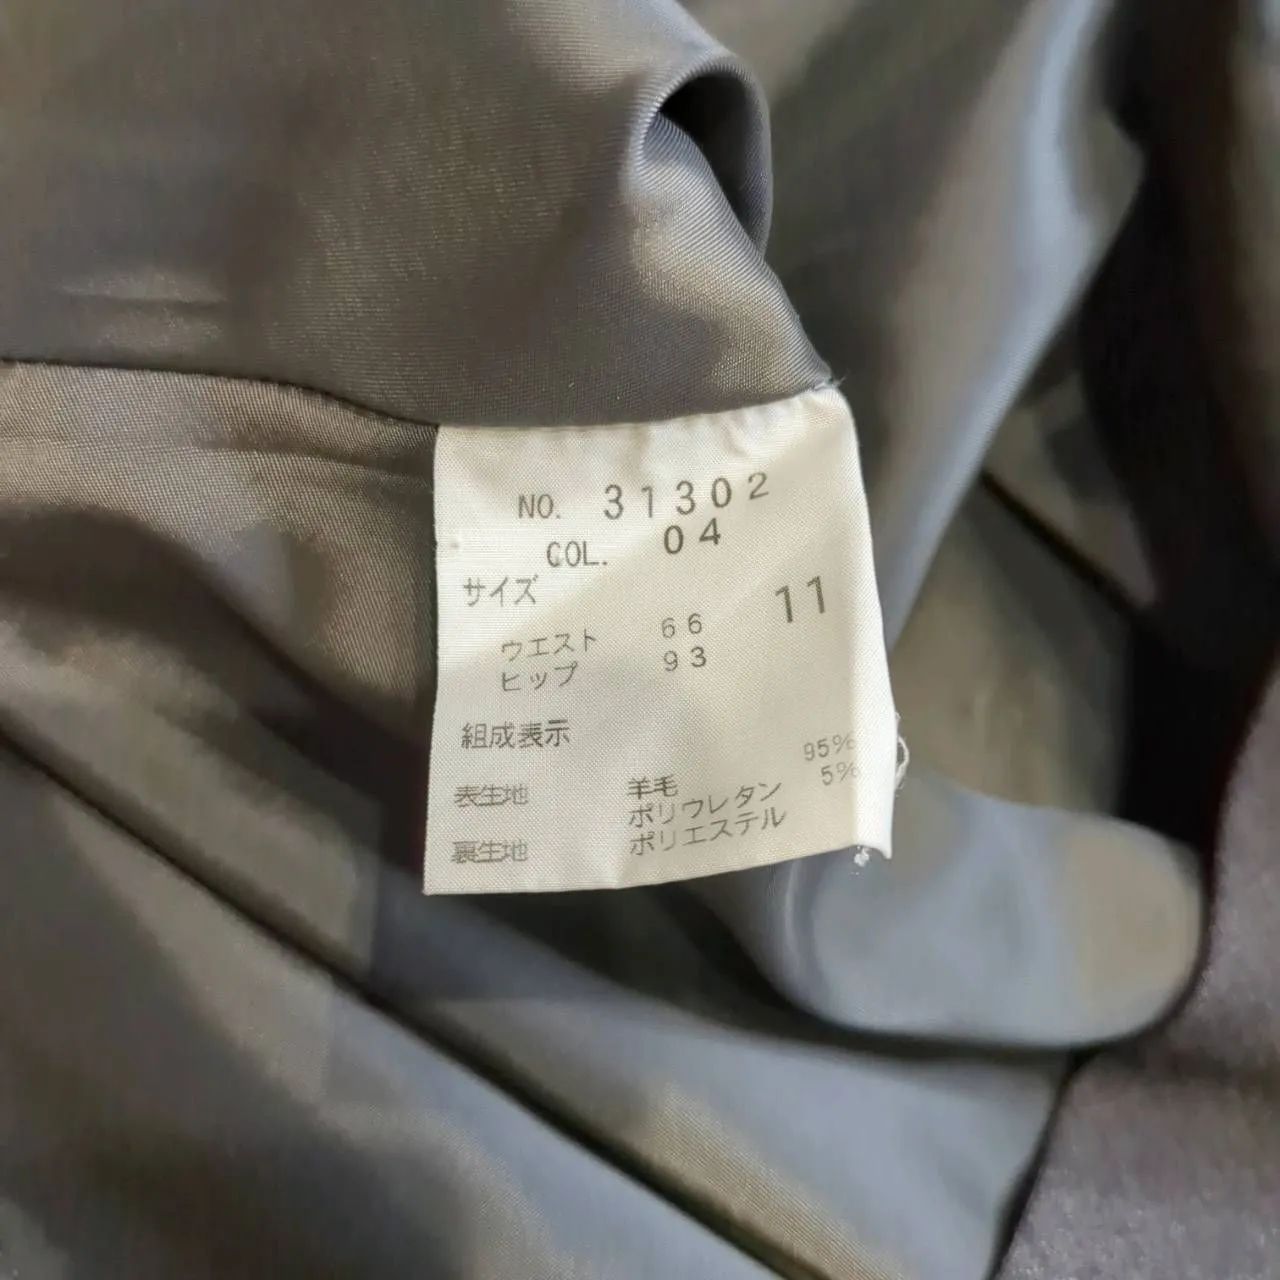 NO. 31302
COL. 04
サイズ 11
ウエスト 66
ヒップ 93
組成表示
表生地 羊毛 95%
ポリウレタン 5%
裏生地 ポリエステル